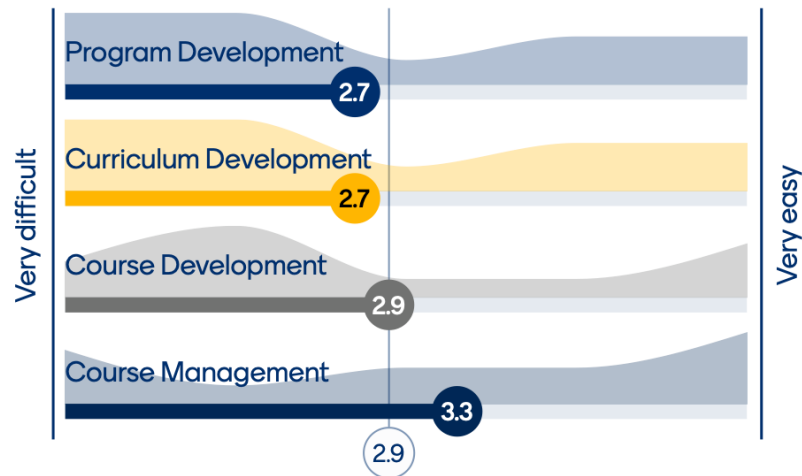 Very difficult
Program Development
2.7
Curriculum Development
2.7
Course Development
2.9
Course Management
3.3
2.9
Very easy